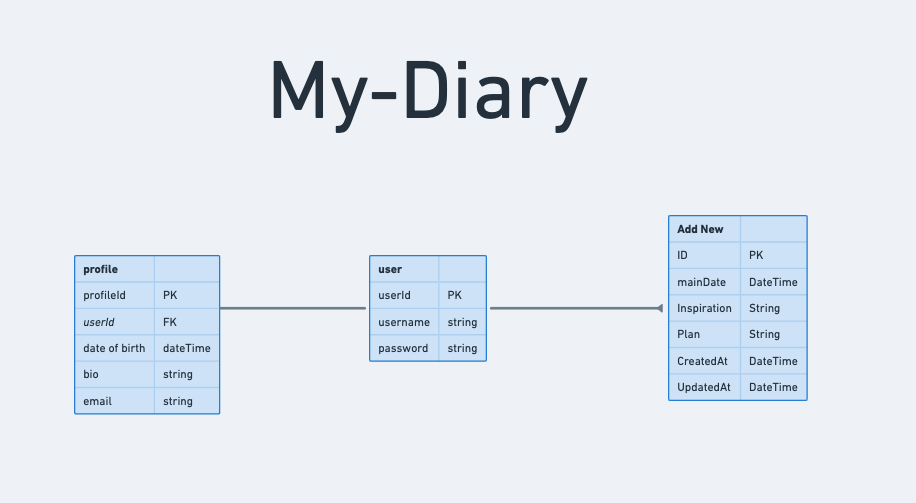 My-Diary
profile
profileId PK
userId FK
date of birth dateTime
bio string
email string
user
userId PK
username string
password string
Add New
ID PK
mainDate DateTime
Inspiration String
Plan String
CreatedAt DateTime
UpdatedAt DateTime